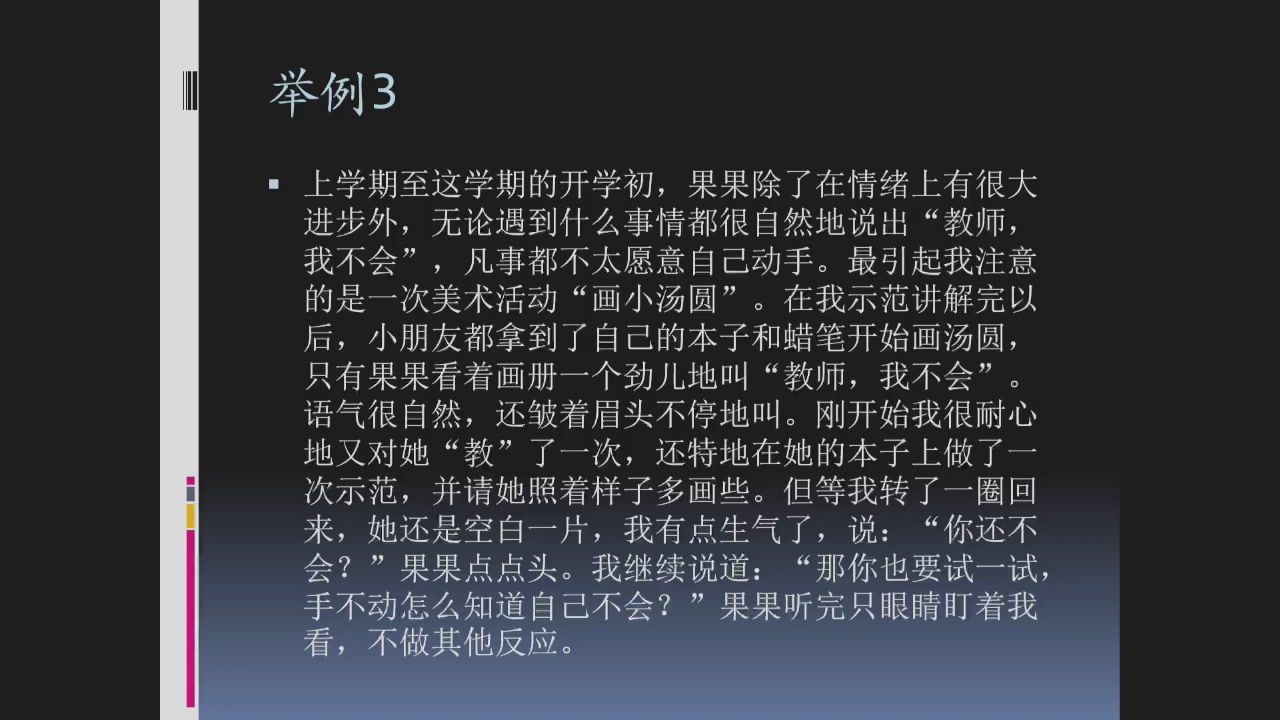 举例3
上学期至这学期的开学初，果果除了在情绪上有很大
进步外，无论遇到什么事情都很自然地说出“教师，
我不会”，凡事都不太愿意自己动手。最引起我注意
的是一次美术活动“画小汤圆”。在我示范讲解完以
后，小朋友都拿到了自己的本子和蜡笔开始画汤圆，
只有果果看着画册一个劲儿地叫“教师，我不会”。
语气很自然，还皱着眉头不停地叫。刚开始我很耐心
地又对她“教”了一次，还特地在她的本子上做了一
次示范，并请她照着样子多画些。但等我转了一圈回
来，她还是空白一片，我有点生气了，说：“你还不
会？”果果点点头。我继续说道：“那你也要试一试，
手不动怎么知道自己不会？”果果听完只眼睛盯着我
看，不做其他反应。